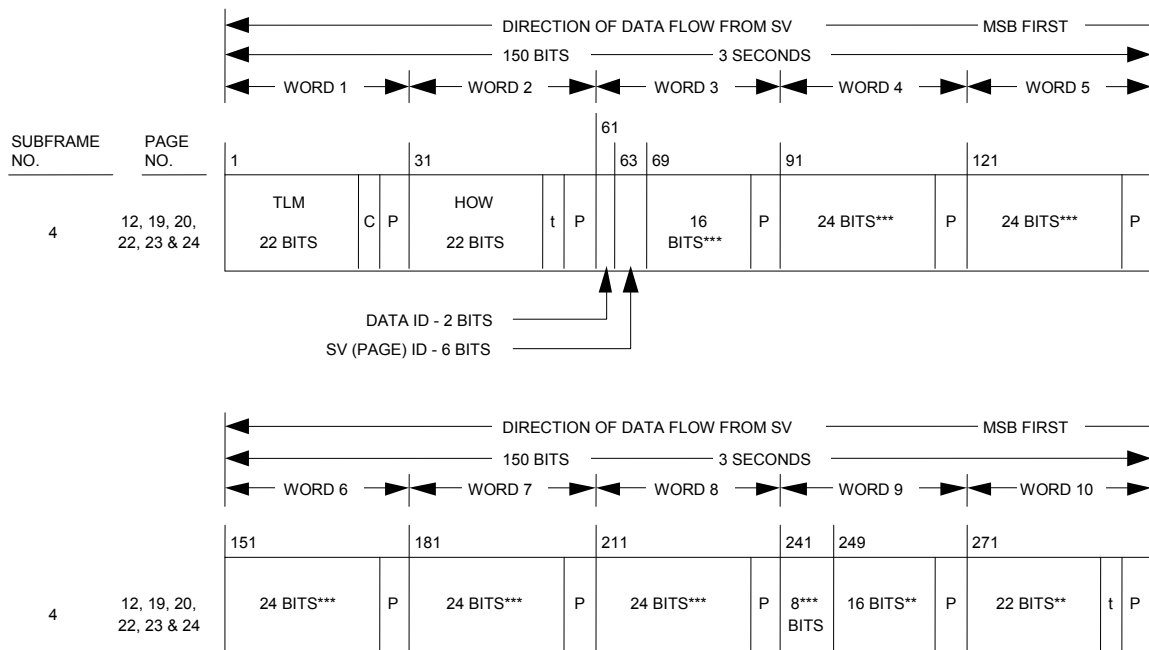 DIRECTION OF DATA FLOW FROM SV MSB FIRST
150 BITS 3 SECONDS
WORD 1 WORD 2 WORD 3 WORD 4 WORD 5
61
SUBFRAME NO. PAGE NO. 1 31 63 69 91 121
4 12, 19, 20, 22, 23 & 24 TLM 22 BITS C P HOW 22 BITS t P 16 BITS*** P 24 BITS*** P 24 BITS*** P
DATA ID - 2 BITS
SV (PAGE) ID - 6 BITS
DIRECTION OF DATA FLOW FROM SV MSB FIRST
150 BITS 3 SECONDS
WORD 6 WORD 7 WORD 8 WORD 9 WORD 10
151 181 211 241 249 271
4 12, 19, 20, 22, 23 & 24 24 BITS*** P 24 BITS*** P 24 BITS*** P 8*** BITS 16 BITS** P 22 BITS** t P